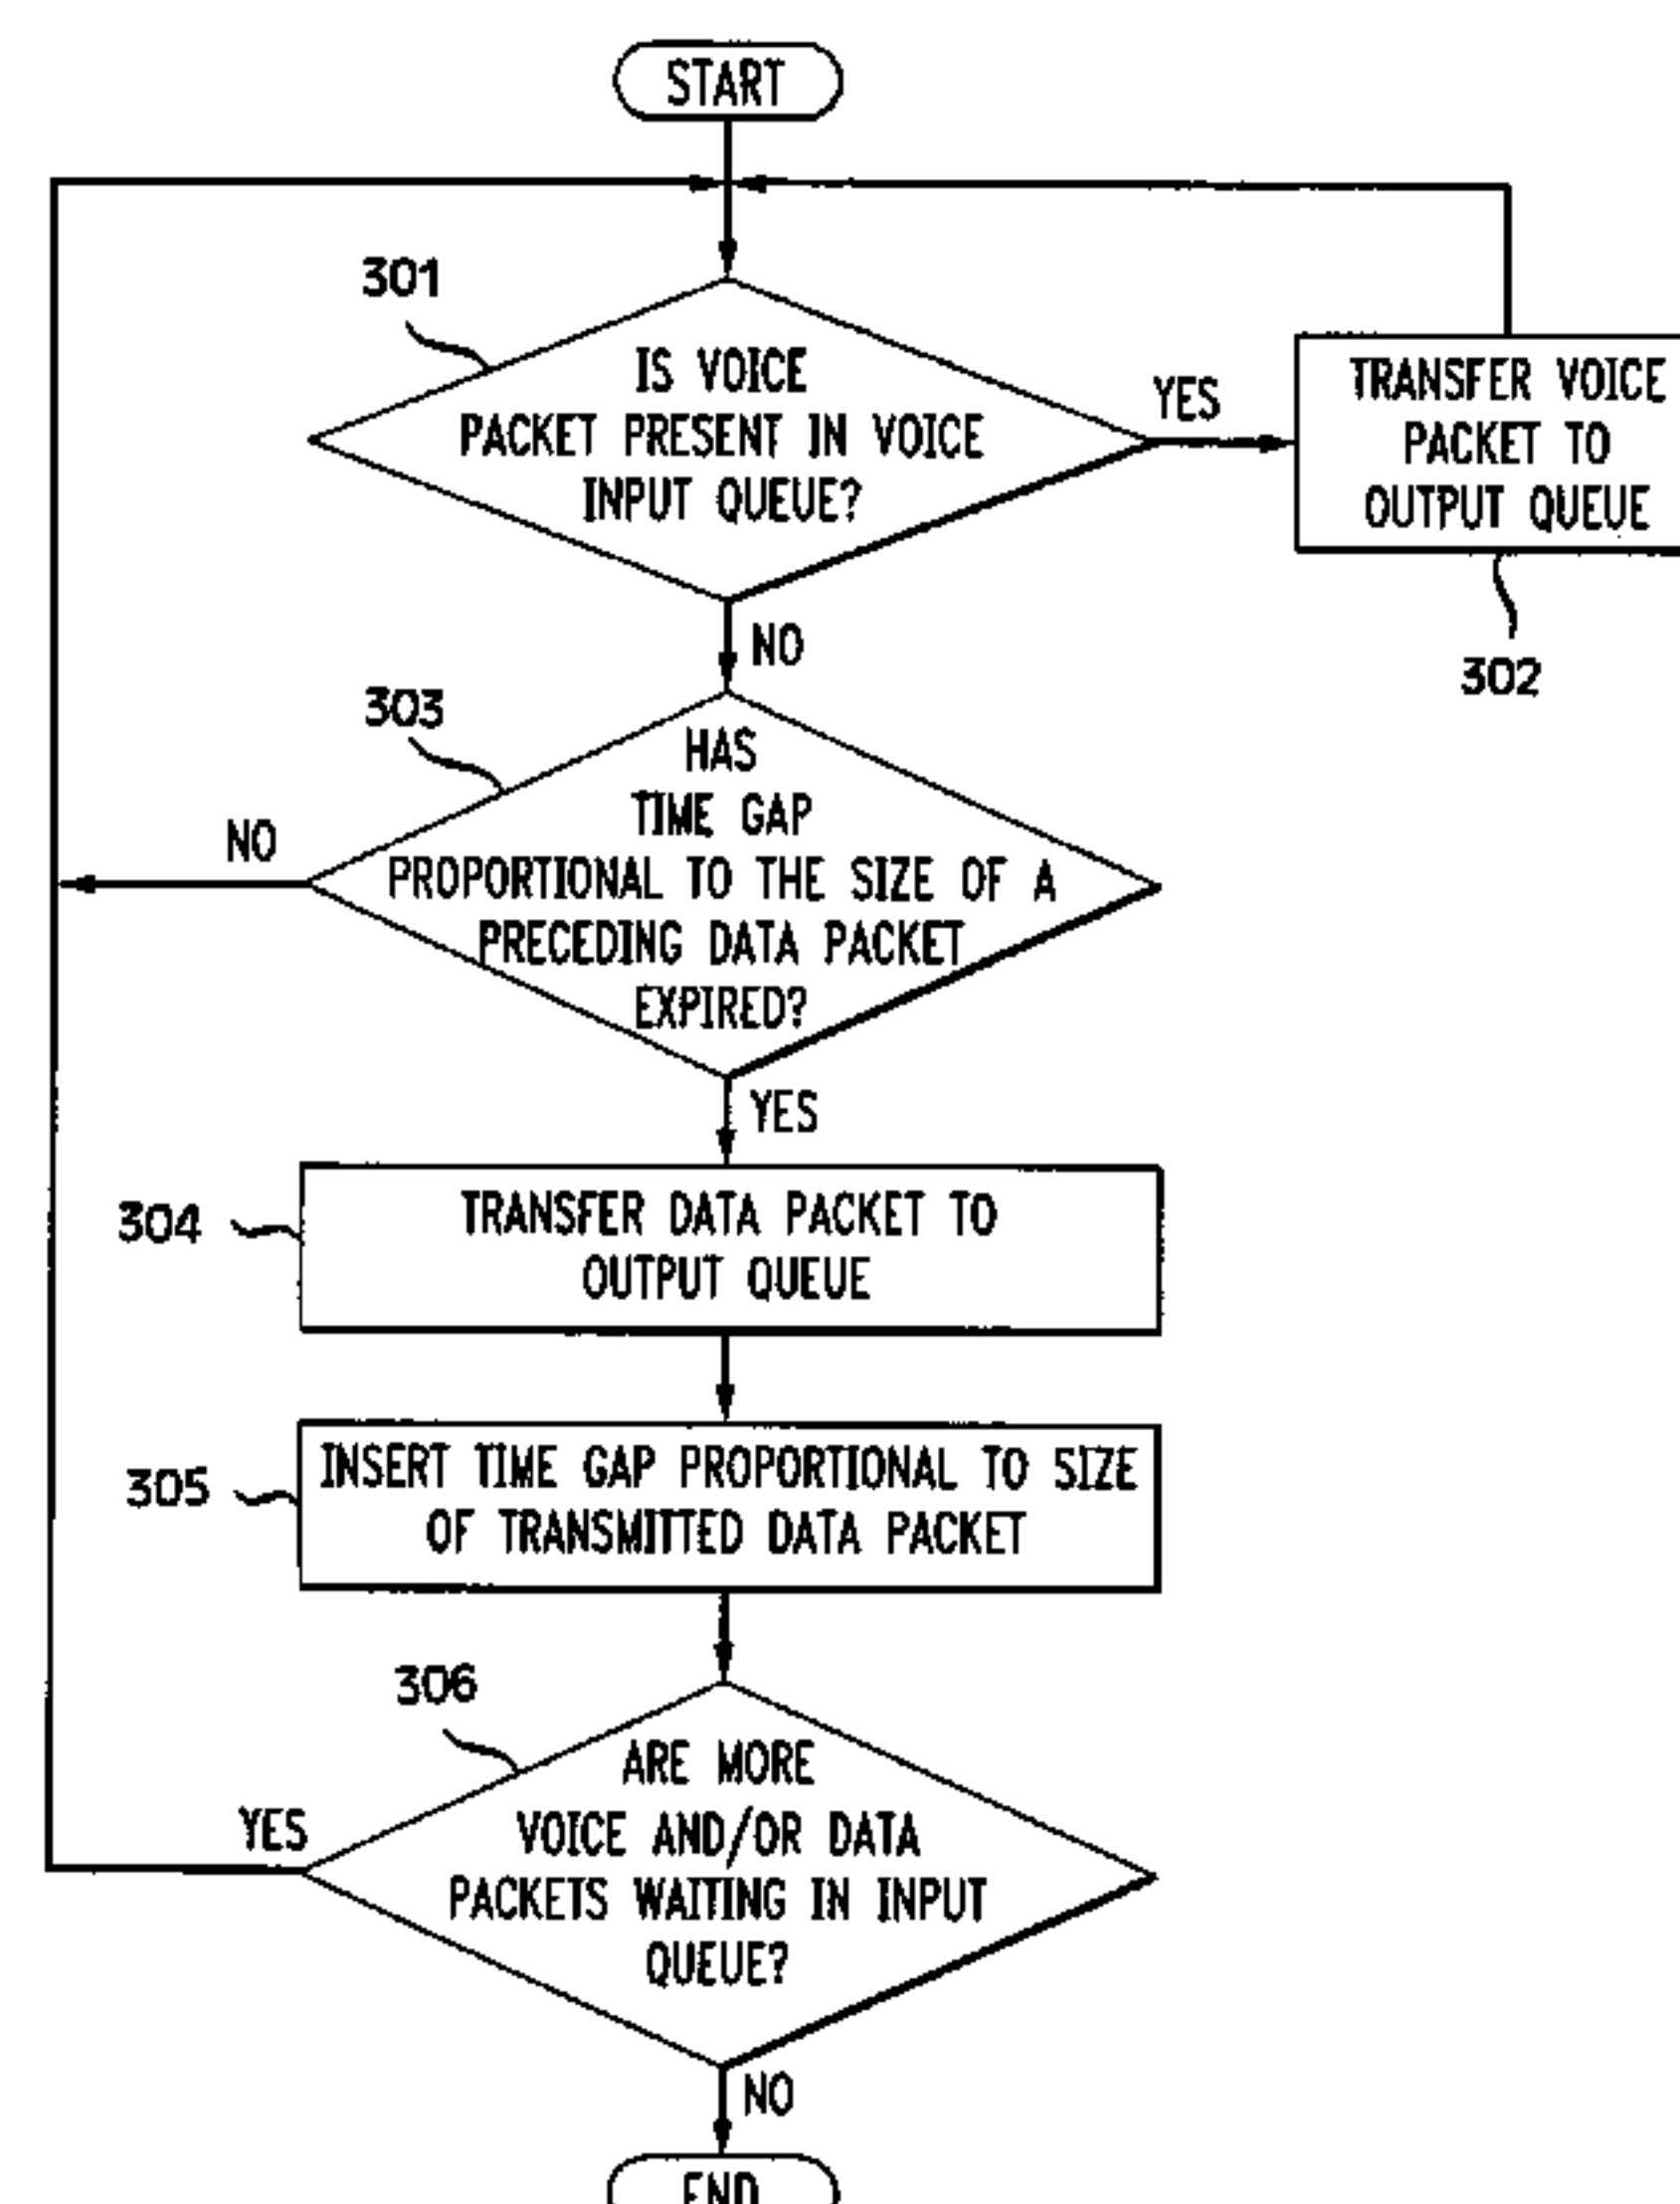 START
301
IS VOICE
PACKET PRESENT IN VOICE
INPUT QUEUE?
YES
TRANSFER VOICE
PACKET TO
OUTPUT QUEUE
302
NO
303
HAS
TIME GAP
PROPORTIONAL TO THE SIZE OF A
PRECEDING DATA PACKET
EXPIRED?
NO
YES
304
TRANSFER DATA PACKET TO
OUTPUT QUEUE
305
INSERT TIME GAP PROPORTIONAL TO SIZE
OF TRANSMITTED DATA PACKET
306
ARE MORE
VOICE AND/OR DATA
PACKETS WAITING IN INPUT
QUEUE?
YES
NO
END